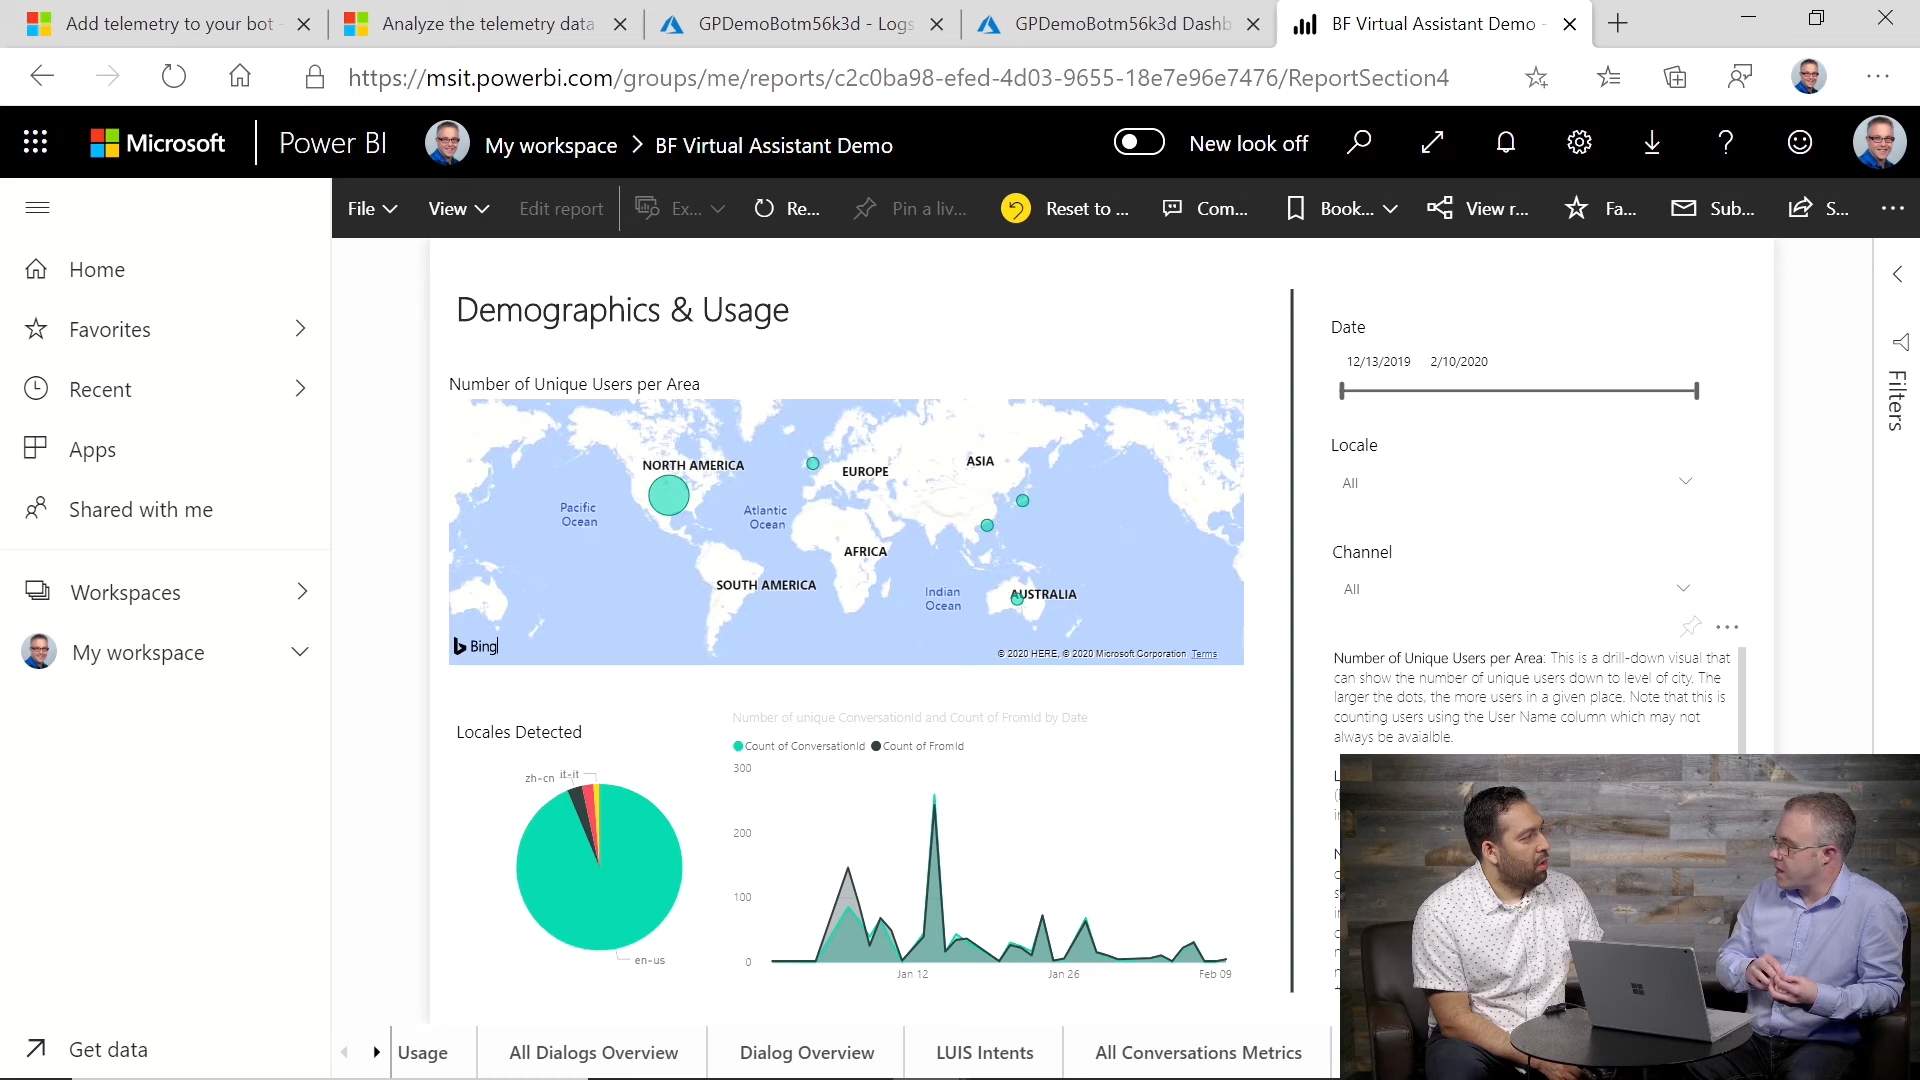 Add telemetry to your bot -
Analyze the telemetry data
GPDemoBotm56k3d - Logs
GPDemoBotm56k3d Dashb
BF Virtual Assistant Demo -
https://msit.powerbi.com/groups/me/reports/c2c0ba98-efed-4d03-9655-18e7e96e7476/ReportSection4
Microsoft
Power BI
My workspace > BF Virtual Assistant Demo
New look off
File
View
Edit report
Ex...
Re...
Pin a liv...
Reset to ...
Com...
Book...
View r...
Fa...
Sub...
S...
Home
Favorites
Recent
Apps
Shared with me
Workspaces
My workspace
Get data
Demographics & Usage
Number of Unique Users per Area
NORTH AMERICA
EUROPE
ASIA
Pacific
Ocean
Atlantic
Ocean
AFRICA
SOUTH AMERICA
Indian
Ocean
AUSTRALIA
Bing
© 2020 HERE, © 2020 Microsoft Corporation Terms
Locales Detected
zh-cn
it-it
en-us
Number of unique ConversationId and Count of FromId by Date
Count of ConversationId
Count of FromId
300
200
100
0
Jan 12
Jan 26
Feb 09
Date
12/13/2019
2/10/2020
Locale
All
Channel
All
Number of Unique Users per Area: This is a drill-down visual that
can show the number of unique users down to level of city. The
larger the dots, the more users in a given place. Note that this is
counting users using the User Name column which may not
always be avaialble.
Filters
Usage
All Dialogs Overview
Dialog Overview
LUIS Intents
All Conversations Metrics